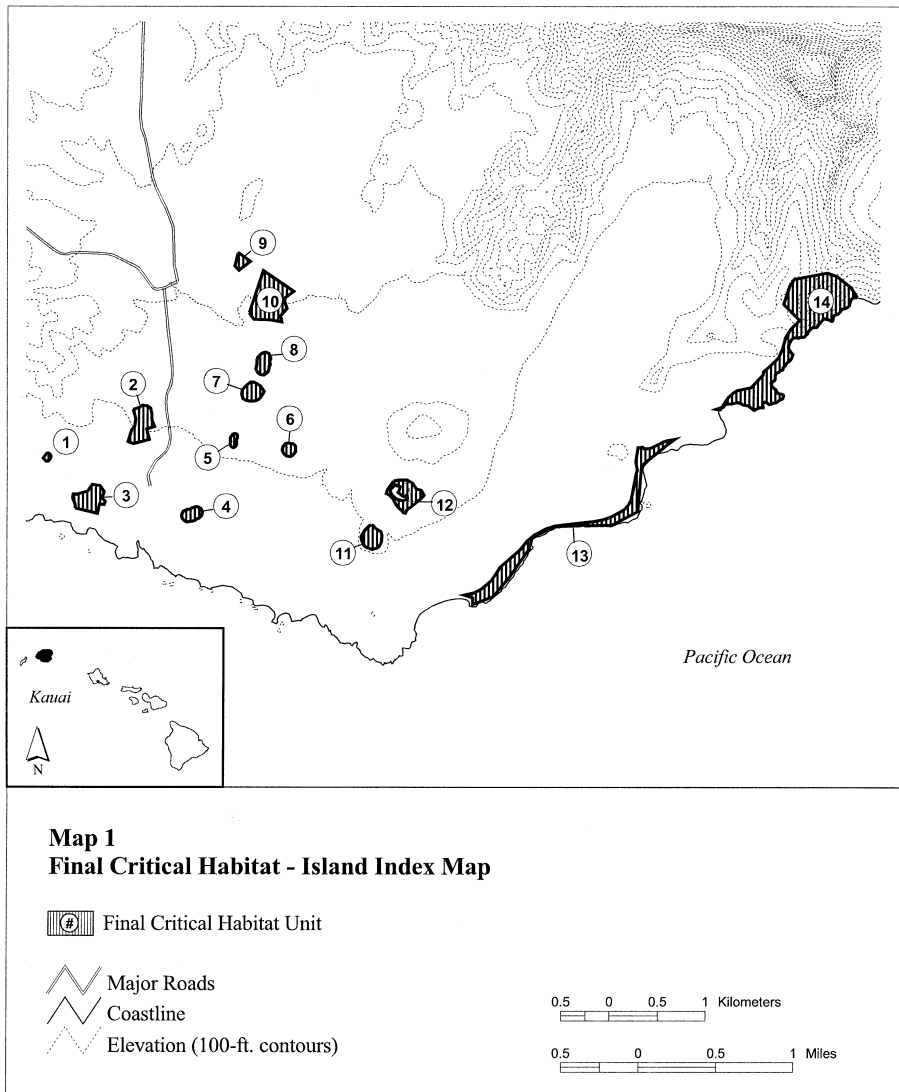 9
10
14
8
7
2
6
5
1
3
4
12
11
13
Pacific Ocean
Kauai
N
Map 1
Final Critical Habitat - Island Index Map
# Final Critical Habitat Unit
Major Roads
Coastline
Elevation (100-ft. contours)
0.5 0 0.5 1 Kilometers
0.5 0 0.5 1 Miles